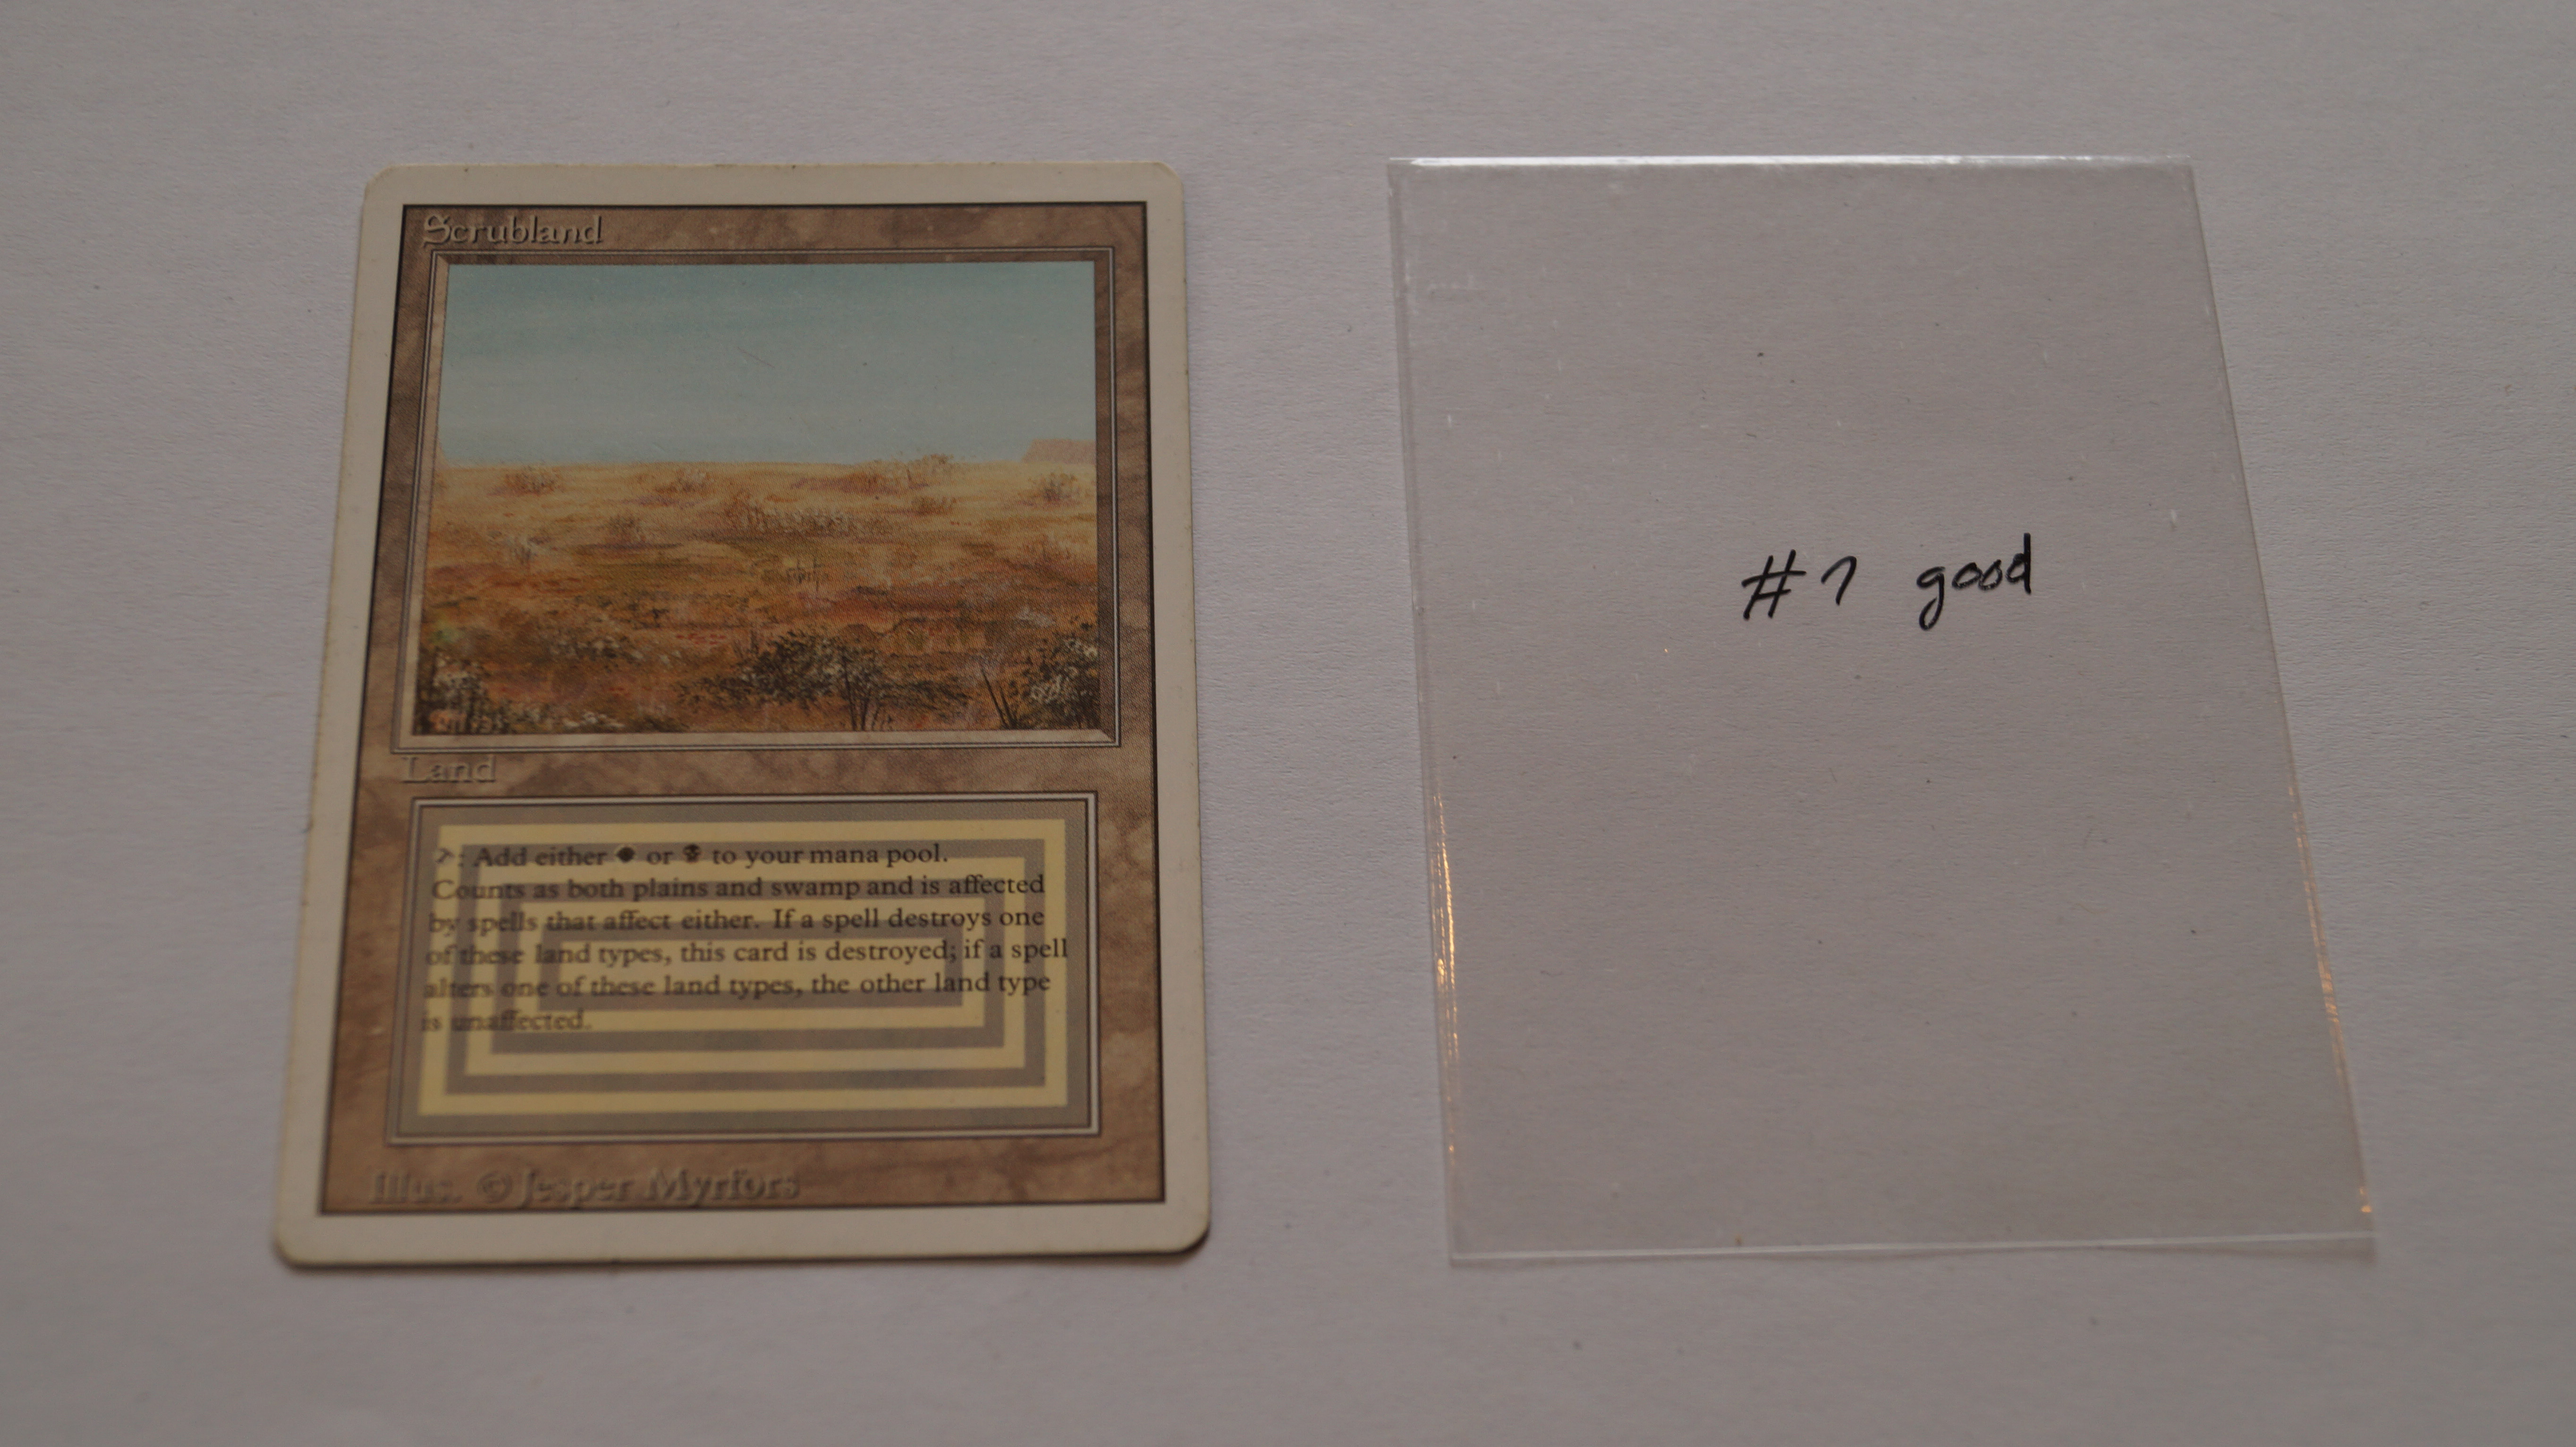 Scrubland
Land
: Add either or to your mana pool.
Counts as both plains and swamp and is affected
by spells that affect either. If a spell destroys one
of these land types, this card is destroyed; if a spell
alters one of these land types, the other land type
is unaffected.
Illus. © Jesper Myrfors
#1 good